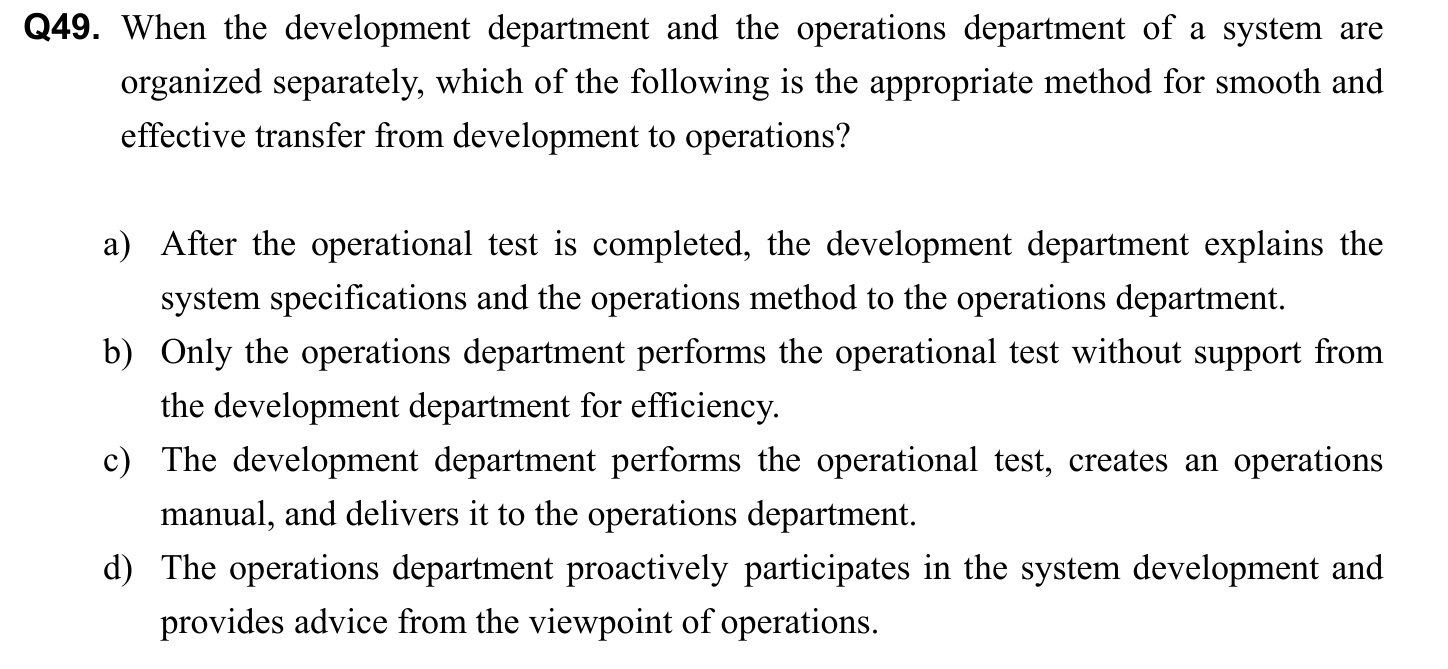 Q49. When the development department and the operations department of a system are
organized separately, which of the following is the appropriate method for smooth and
effective transfer from development to operations?
a) After the operational test is completed, the development department explains the
system specifications and the operations method to the operations department.
b) Only the operations department performs the operational test without support from
the development department for efficiency.
c) The development department performs the operational test, creates an operations
manual, and delivers it to the operations department.
d) The operations department proactively participates in the system development and
provides advice from the viewpoint of operations.